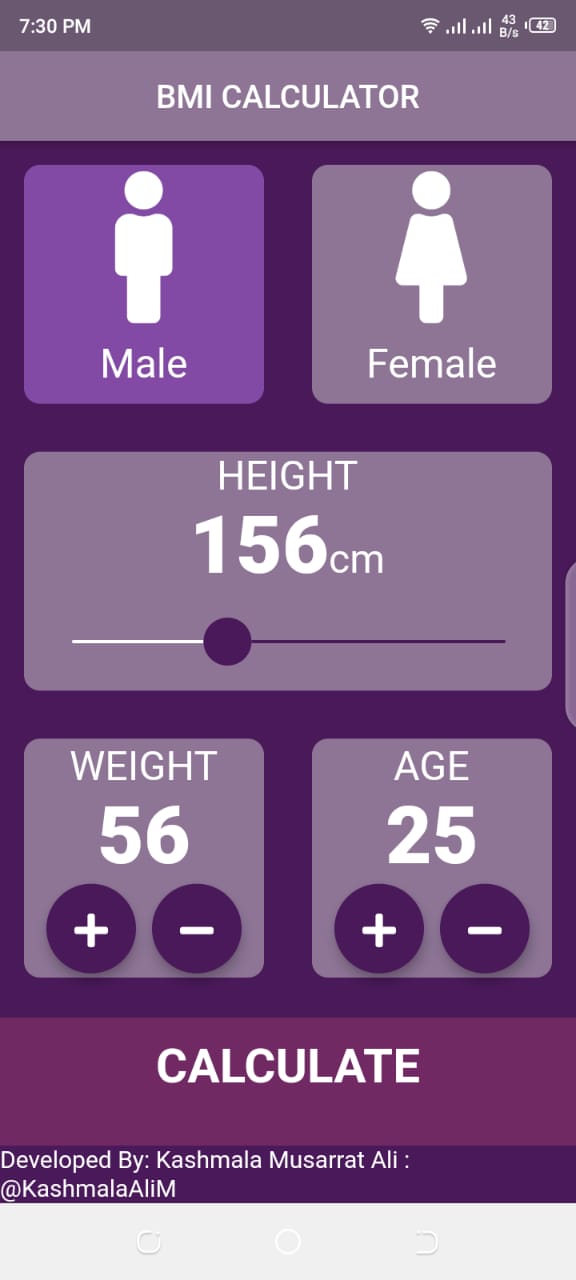 7:30 PM 43 B/s 42
BMI CALCULATOR
Male Female
HEIGHT
156cm
WEIGHT AGE
56 25
+ − + −
CALCULATE
Developed By: Kashmala Musarrat Ali :
@KashmalaAliM